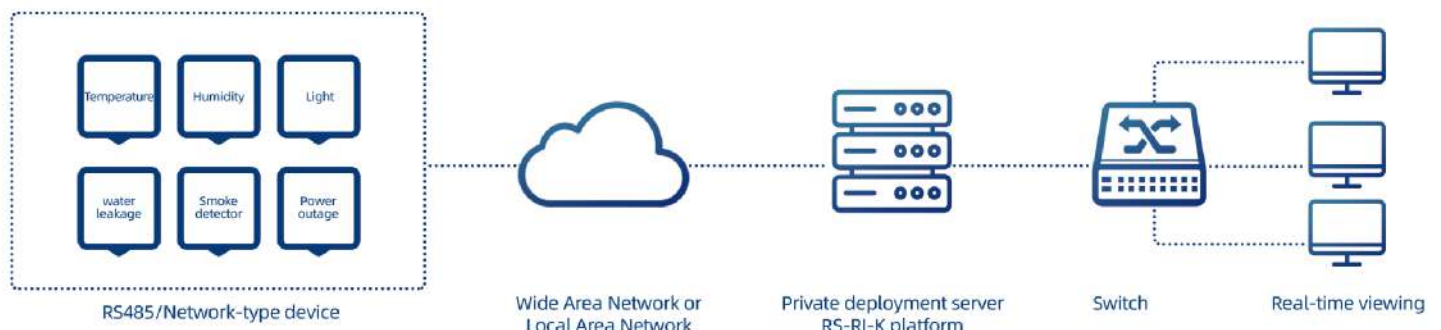 Temperature
Humidity
Light
water
leakage
Smoke
detector
Power
outage
RS485/Network-type device
Wide Area Network or
Local Area Network
Private deployment server
RS-RJ-K platform
Switch
Real-time viewing